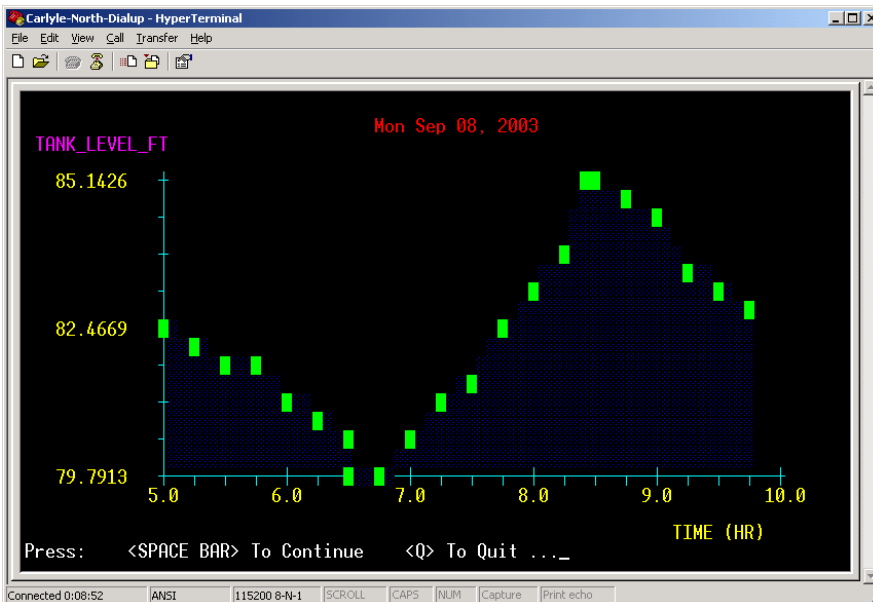 Carlyle-North-Dialup - HyperTerminal
File Edit View Call Transfer Help
Mon Sep 08, 2003
TANK_LEVEL_FT
85.1426
82.4669
79.7913
5.0 6.0 7.0 8.0 9.0 10.0
TIME (HR)
Press: <SPACE BAR> To Continue <Q> To Quit ..._
Connected 0:08:52 ANSI 115200 8-N-1 SCROLL CAPS NUM Capture Print echo